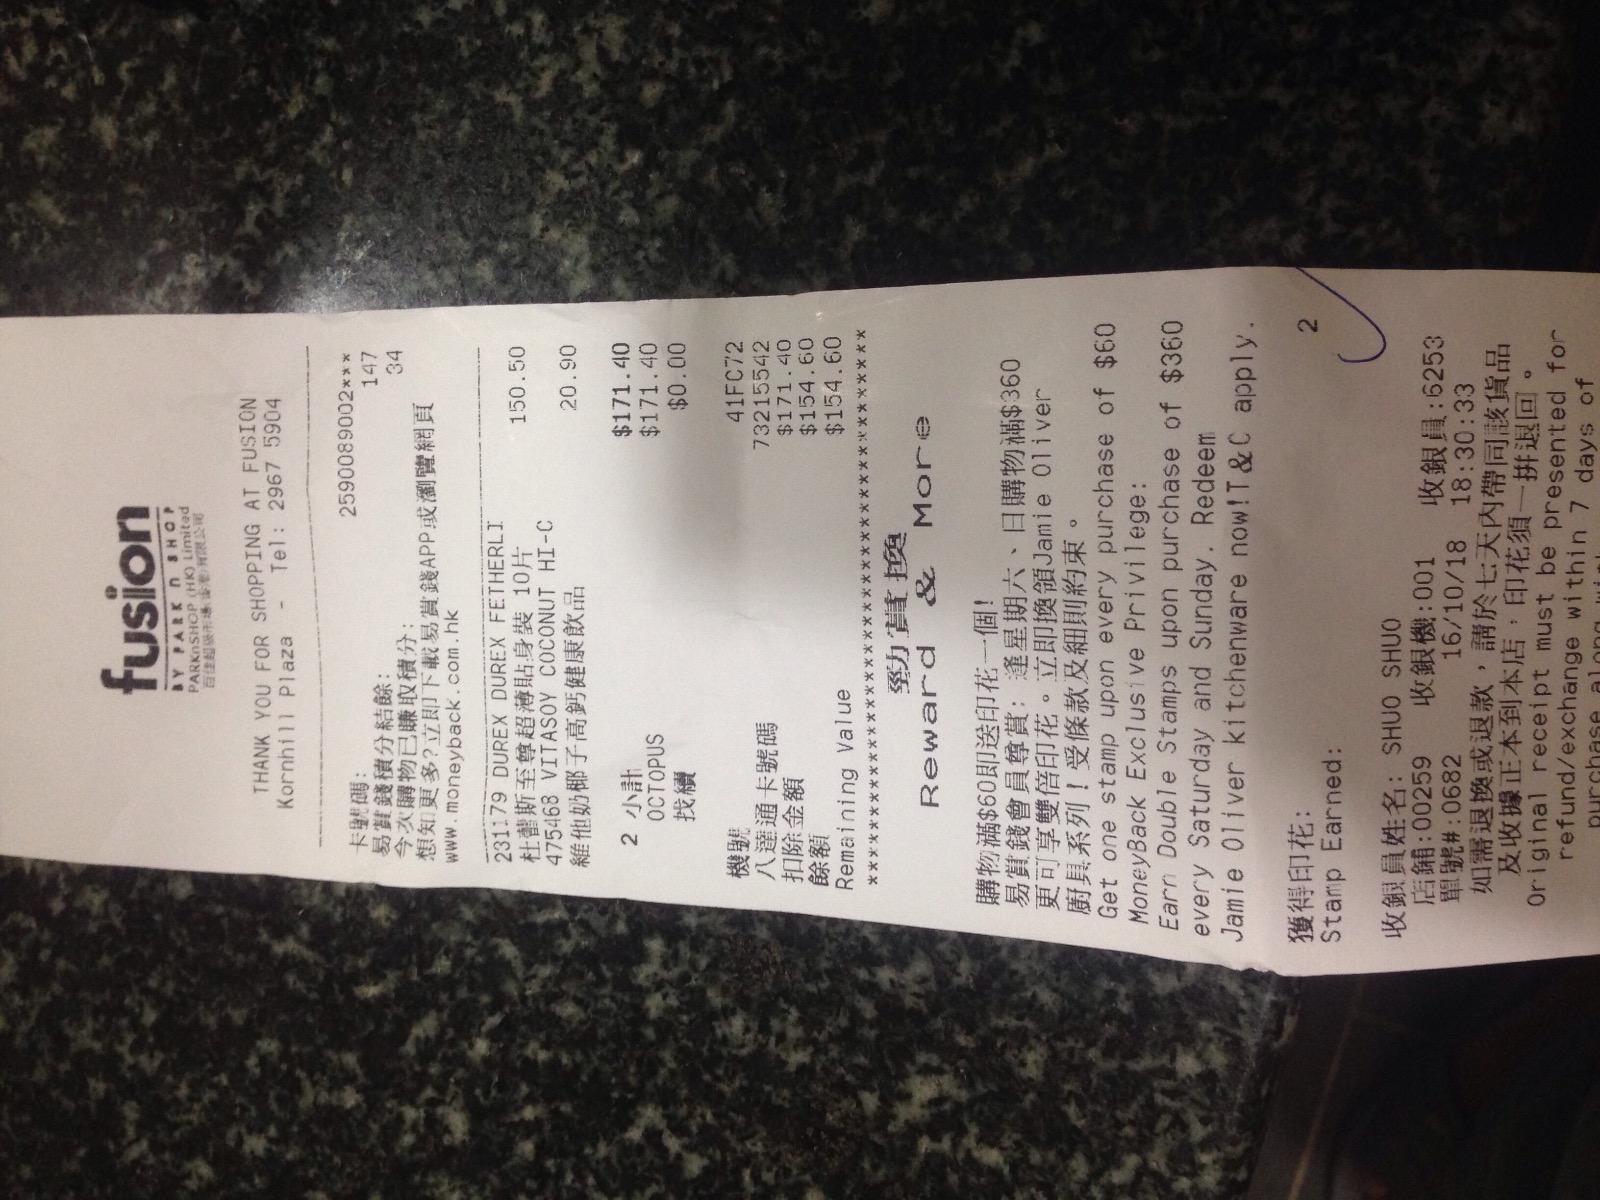 fusion
BY PARK n SHOP
PARKnSHOP (HK) Limited
百佳超級市場(香港)有限公司
THANK YOU FOR SHOPPING AT FUSION
Kornhill Plaza - Tel: 2967 5904
卡號碼: 2590089002***
易賞錢積分結餘: 147
今次購物已賺取積分: 34
想知更多?立即下載易賞錢APP或瀏覽網頁
www.moneyback.com.hk
231179 DUREX DUREX FETHERLI
杜蕾斯至尊超薄貼身裝 10片 150.50
475468 VITASOY COCONUT HI-C
維他奶椰子高鈣健康飲品 20.90
2 小計 $171.40
OCTOPUS $171.40
找續 $0.00
機號 41FC72
八達通卡號碼 73215542
扣除金額 $171.40
餘額 $154.60
Remaining Value $154.60
******************************************
勁賞換
Reward & More
購物滿$60即送印花一個!
易賞錢會員尊賞: 逢星期六、日購物滿$360
更可享雙倍印花。立即換領Jamie Oliver
廚具系列!受條款及細則約束。
Get one stamp upon every purchase of $60
MoneyBack Exclusive Privilege:
Earn Double Stamps upon purchase of $360
every Saturday and Sunday. Redeem
Jamie Oliver kitchenware now!T&C apply.
獲得印花: 2
Stamp Earned:
收銀員姓名: SHUO SHUO
店鋪:00259 收銀機:001 收銀員:6253
單號#:0682 16/10/18 18:30:33
如需退換或退款，請於七天內帶同該貨品
及收據正本到本店，印花須一拼退回。
Original receipt must be presented for
refund/exchange within 7 days of
purchase along with